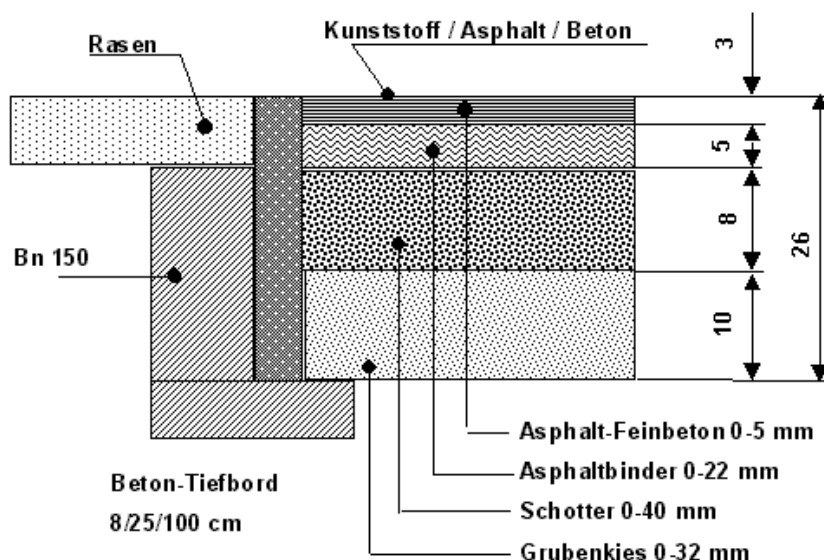 Kunststoff / Asphalt / Beton
Rasen
3
5
8
26
Bn 150
10
Asphalt-Feinbeton 0-5 mm
Asphaltbinder 0-22 mm
Beton-Tiefbord
8/25/100 cm
Schotter 0-40 mm
Grubenkies 0-32 mm